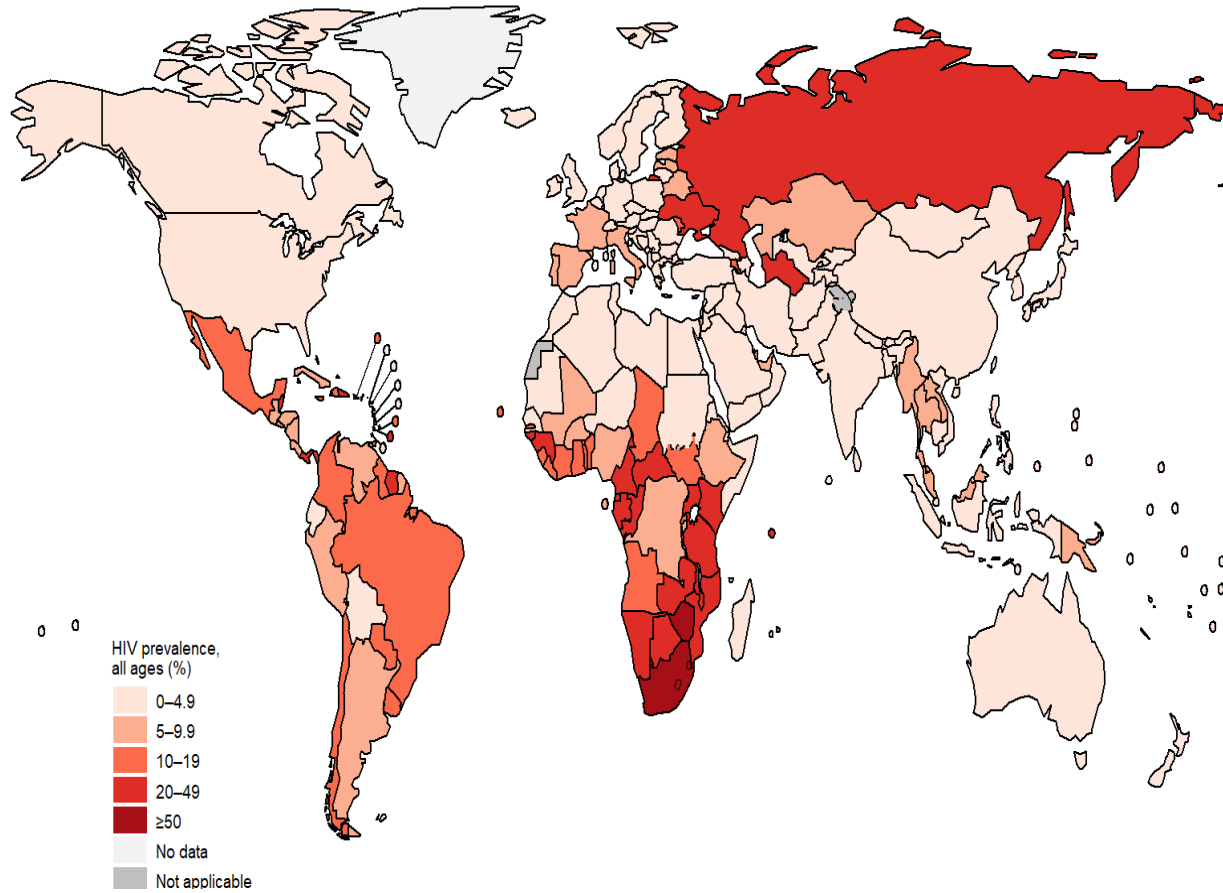 HIV prevalence,
all ages (%)
0–4.9
5–9.9
10–19
20–49
≥50
No data
Not applicable